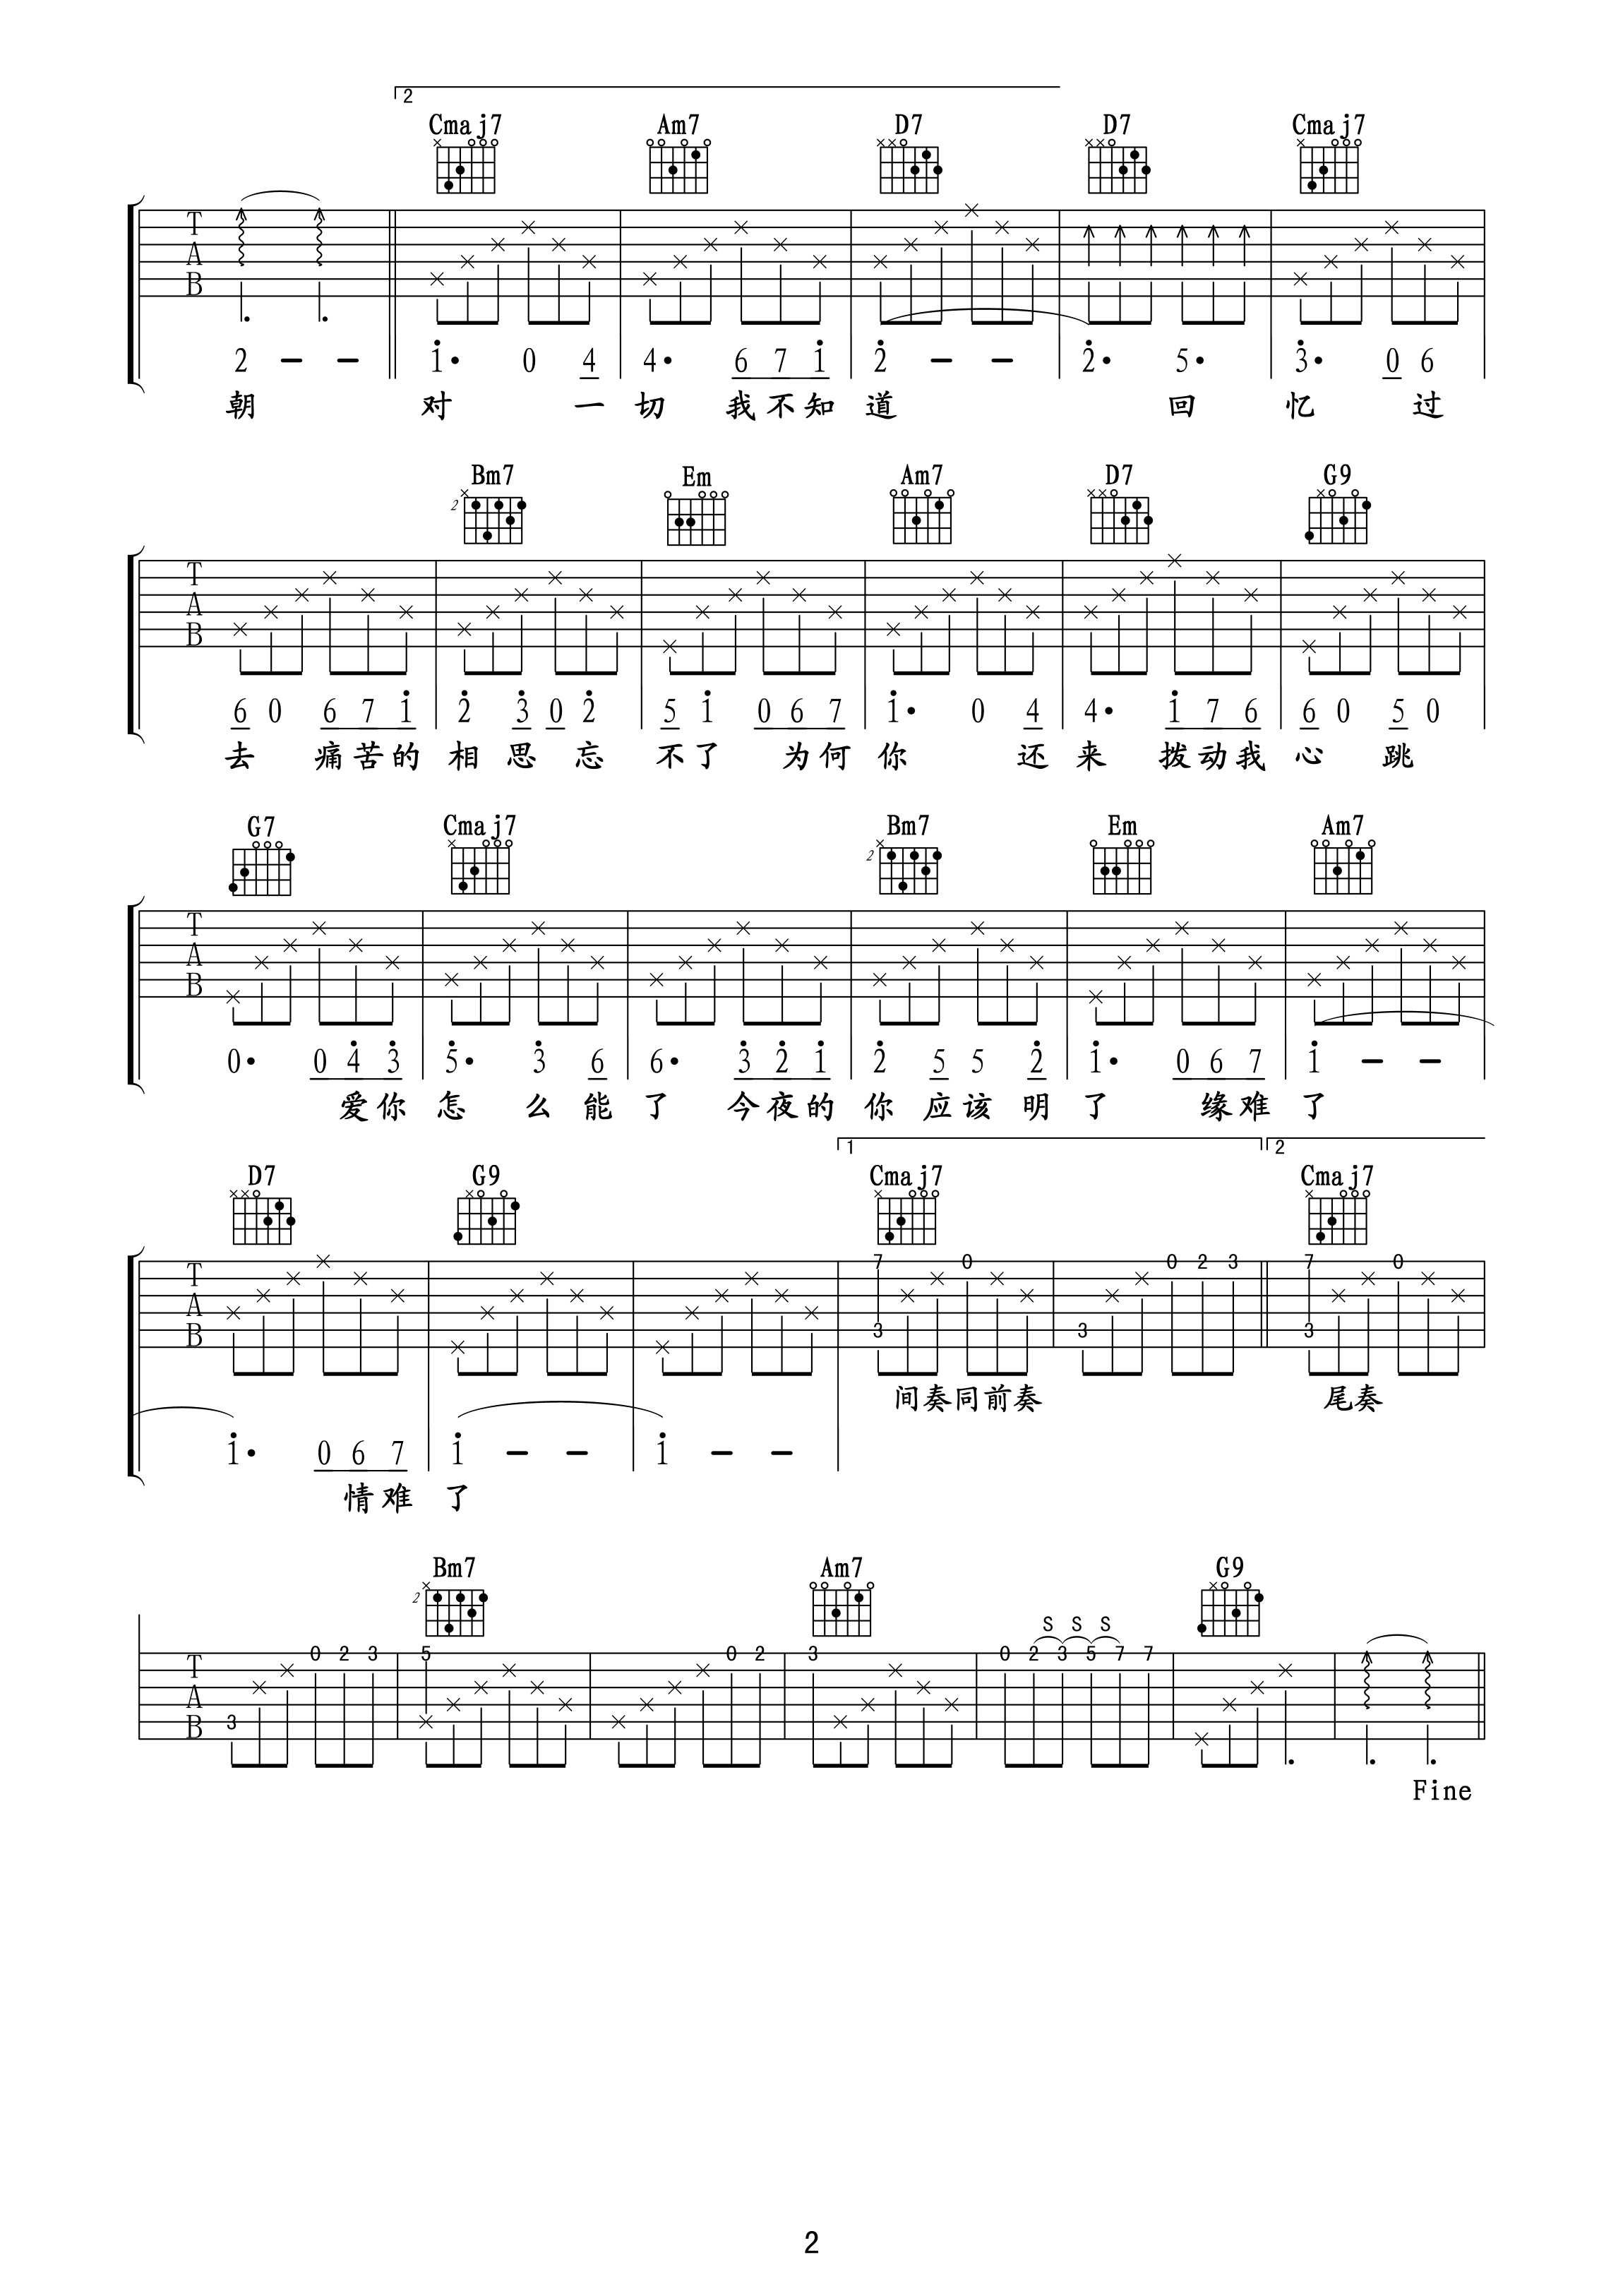 2
Cmaj7 Am7 D7 D7 Cmaj7
T
A
B
2 - - i· 0 4 4· 6 7 i 2̇ - - 2̇· 5· 3̇· 0 6
朝 对 一 切 我 不 知 道 回 忆 过
Bm7 Em Am7 D7 G9
2
T
A
B
6 0 6 7 i 2̇ 3̇ 0 2̇ 5 i 0 6 7 i· 0 4 4· i 7 6 6 0 5 0
去 痛 苦 的 相 思 忘 不 了 为 何 你 还 来 拨 动 我 心 跳
G7 Cmaj7 Bm7 Em Am7
2
T
A
B
0· 0 4̇ 3̇ 5̇· 3̇ 6 6· 3̇ 2̇ i 2̇ 5 5 2̇ i· 0 6 7 i - -
爱 你 怎 么 能 了 今 夜 的 你 应 该 明 了 缘 难 了
1 2
D7 G9 Cmaj7 Cmaj7
T
A
B
7 0 0 2 3 7 0
3 3 3
间奏同前奏 尾奏
i· 0 6 7 i - - i - -
情 难 了
Bm7 Am7 G9
2
S S S
T
A
B
0 2 3 5 0 2 3 0 2 3 5 7 7
3
Fine
2